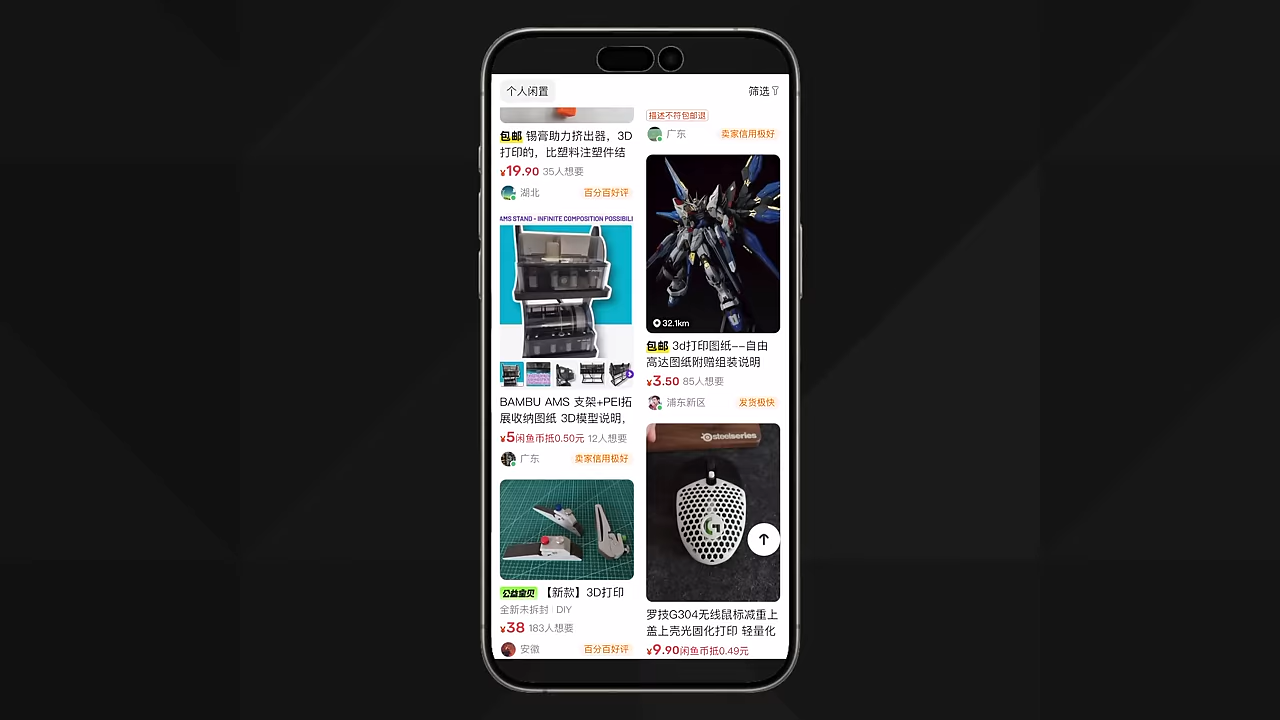 个人闲置
筛选
包邮 锡膏助力挤出器，3D
打印的，比塑料注塑件结
¥19.90 35人想要
湖北
百分百好评
AMS STAND - INFINITE COMPOSITION POSSIBILI
BAMBU AMS 支架+PEI拓
展收纳图纸 3D模型说明，
¥5闲鱼币抵0.50元 12人想要
广东
卖家信用极好
公益宝贝 【新款】3D打印
全新未拆封 | DIY
¥38 183人想要
安徽
百分百好评
描述不符包邮退
广东
卖家信用极好
32.1km
包邮 3d打印图纸--自由
高达图纸附赠组装说明
¥3.50 85人想要
浦东新区
发货极快
steelseries
罗技G304无线鼠标减重上
盖上壳光固化打印 轻量化
¥9.90闲鱼币抵0.49元